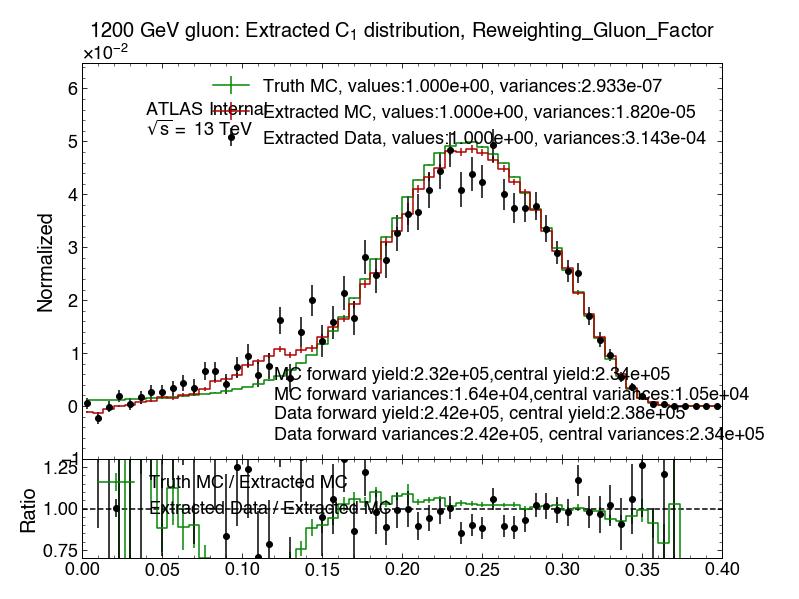 1200 GeV gluon: Extracted C₁ distribution, Reweighting_Gluon_Factor
×10⁻²
Truth MC, values:1.000e+00, variances:2.933e-07
ATLAS Internal
Extracted MC, values:1.000e+00, variances:1.820e-05
√s = 13 TeV
Extracted Data, values:1.000e+00, variances:3.143e-04
6
5
4
3
2
1
0
-1
Normalized
MC forward yield:2.32e+05,central yield:2.34e+05
MC forward variances:1.64e+04,central variances:1.05e+04
Data forward yield:2.42e+05, central yield:2.38e+05
Data forward variances:2.42e+05, central variances:2.34e+05
1.25
1.00
0.75
Ratio
Truth MC / Extracted MC
Extracted Data / Extracted MC
0.00 0.05 0.10 0.15 0.20 0.25 0.30 0.35 0.40